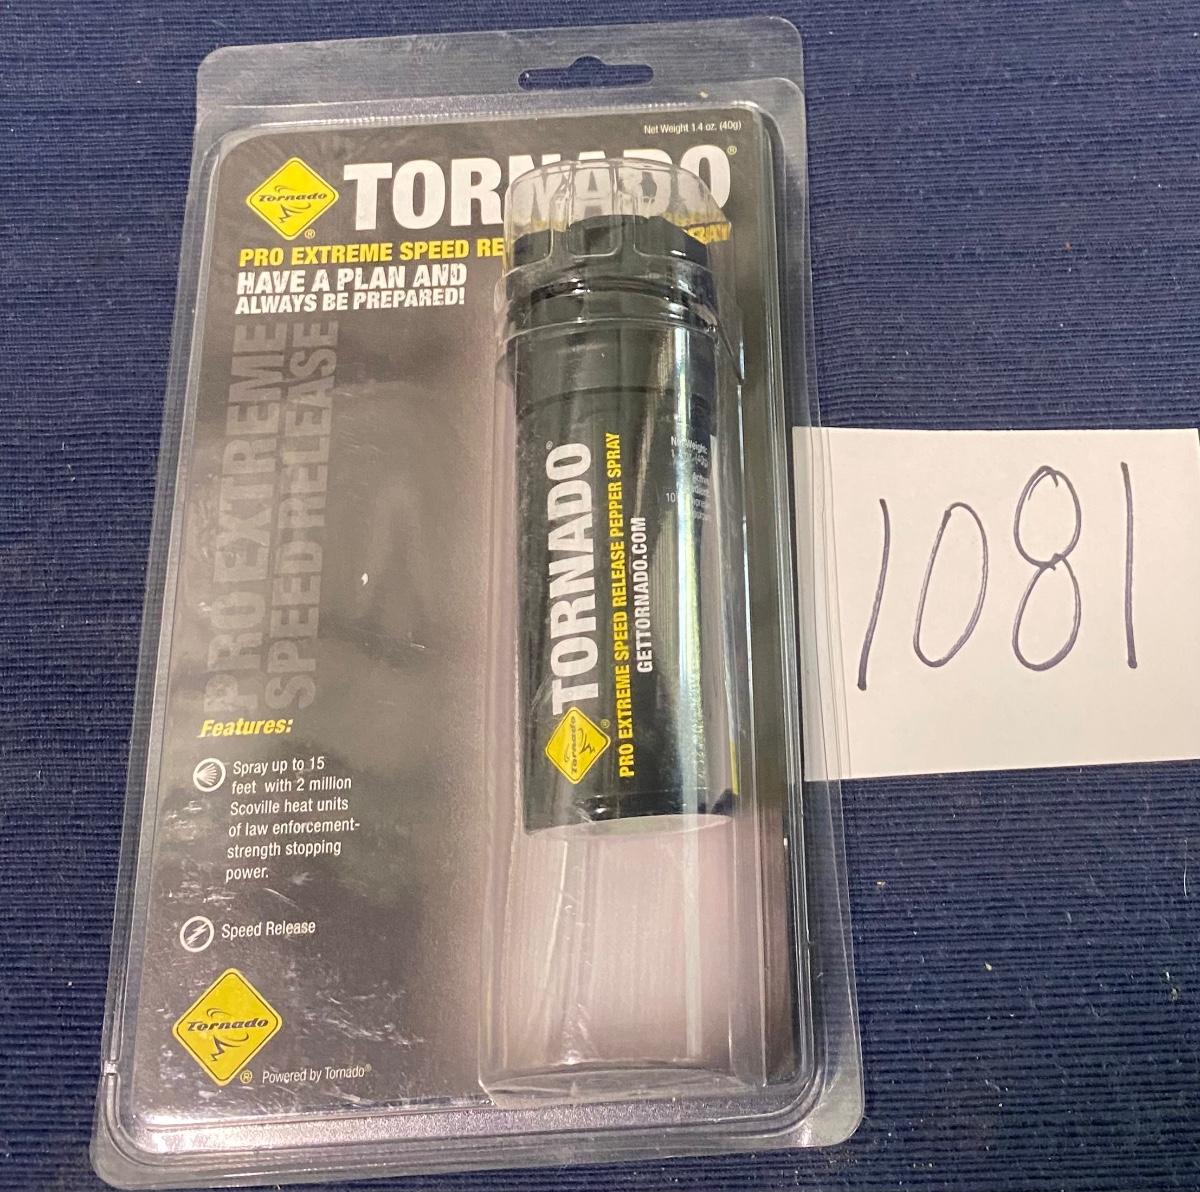 Net Weight 1.4 oz. (40g)
Tornado
®
TORNADO®
PRO EXTREME SPEED RE
HAVE A PLAN AND
ALWAYS BE PREPARED!
PRO EXTREME
SPEED RELEASE
TORNADO®
PRO EXTREME SPEED RELEASE PEPPER SPRAY
GETTORNADO.COM
Tornado
®
Features:
Spray up to 15
feet with 2 million
Scoville heat units
of law enforcement-
strength stopping
power.
Speed Release
Tornado
® Powered by Tornado®
1081